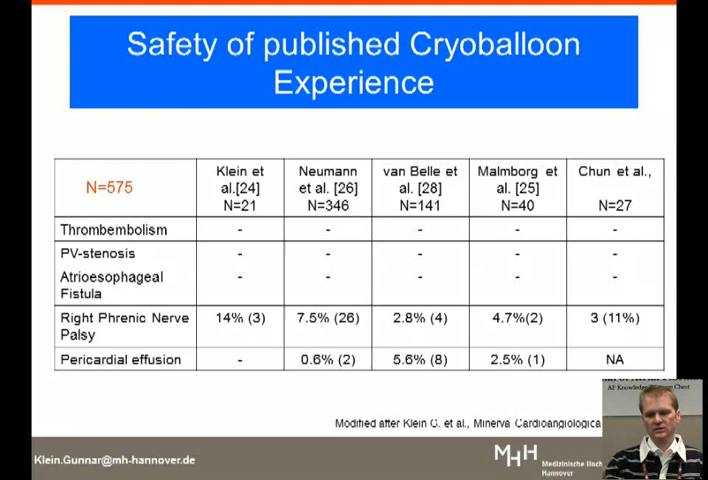 Safety of published Cryoballoon
Experience
N=575
Klein et al.[24] N=21
Neumann et al. [26] N=346
van Belle et al. [28] N=141
Malmborg et al. [25] N=40
Chun et al., N=27
Thrombembolism - - - - -
PV-stenosis - - - - -
Atrioesophageal Fistula - - - - -
Right Phrenic Nerve Palsy 14% (3) 7.5% (26) 2.8% (4) 4.7%(2) 3 (11%)
Pericardial effusion - 0.6% (2) 5.6% (8) 2.5% (1) NA
AF Knowledge Chest
Modified after Klein G. et al., Minerva Cardioangiologica
Klein.Gunnar@mh-hannover.de
MHH
Medizinische Hoch
Hannover